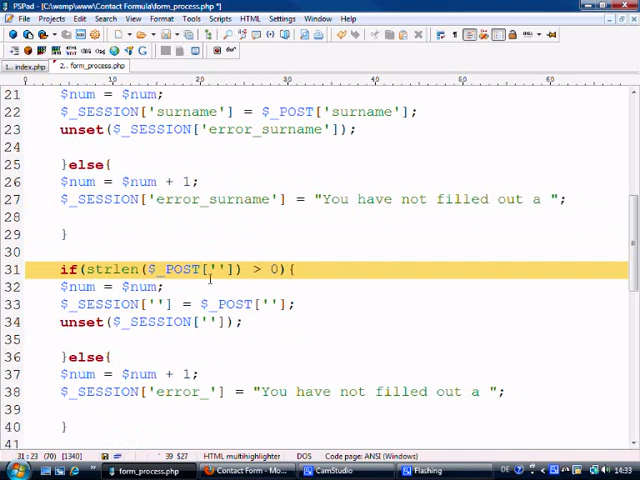 PSPad - [C:\wamp\www\Contact Formula\form_process.php *]
File Projects Edit Search View Format Tools Scripts HTML Settings Window Help
1.. index.php 2.. form_process.php
0 10 20 30 40 50 60
21 $num = $num;
22 $_SESSION['surname'] = $_POST['surname'];
23 unset($_SESSION['error_surname']);
24
25 }else{
26 $num = $num + 1;
27 $_SESSION['error_surname'] = "You have not filled out a ";
28
29 }
30
31 if(strlen($_POST['']) > 0){
32 $num = $num;
33 $_SESSION[''] = $_POST[''];
34 unset($_SESSION['']);
35
36 }else{
37 $num = $num + 1;
38 $_SESSION['error_'] = "You have not filled out a ";
39
40 }
41
31 : 23 (70) [1340] 39 $27 HTML multihighlighter DOS Code page: ANSI (Windows)
form_process.php Contact Form - Mo... CamStudio Flashing DE 14:33